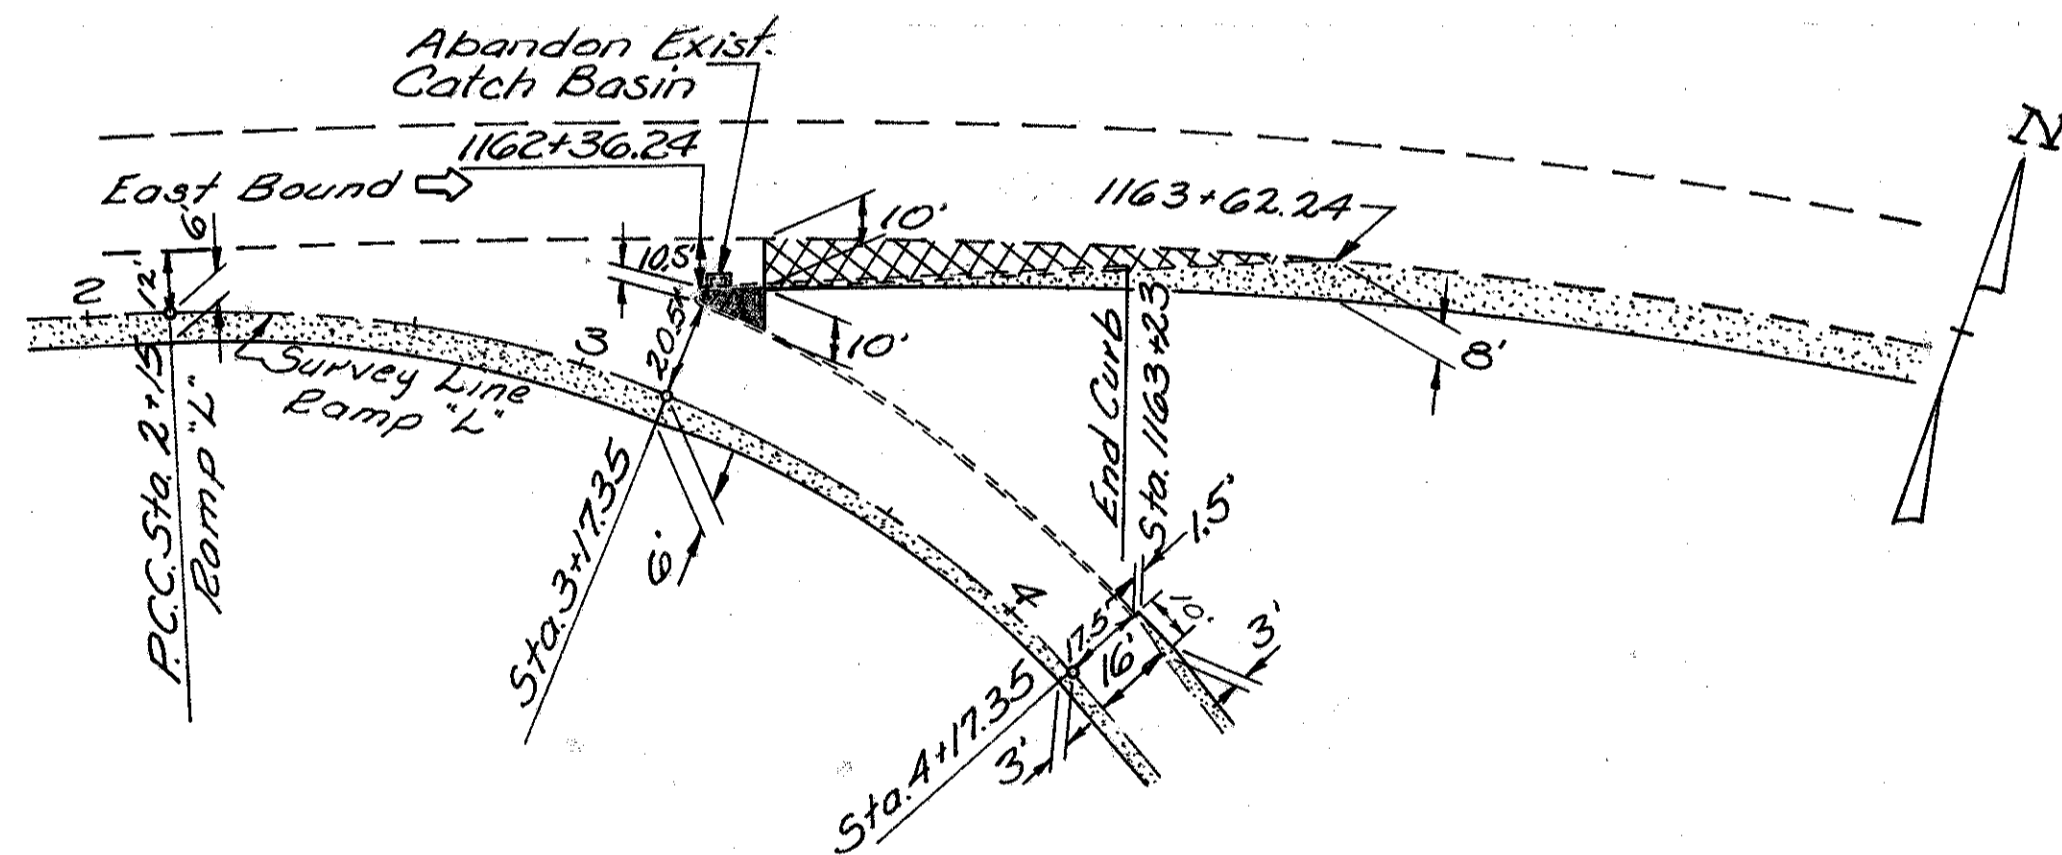 Abandon Exist.
Catch Basin
1162+36.24
East Bound
N
1163+62.24
10'
6'
12'
10.5'
2
3
20.5'
10'
8'
Survey Line
Ramp "L"
P.C.C. Sta. 2+15
Ramp "L"
End Curb
Sta. 1163+23
Sta. 3+17.35
6'
1.5'
4
17.5'
16'
10'
3'
Sta. 4+17.35
3'